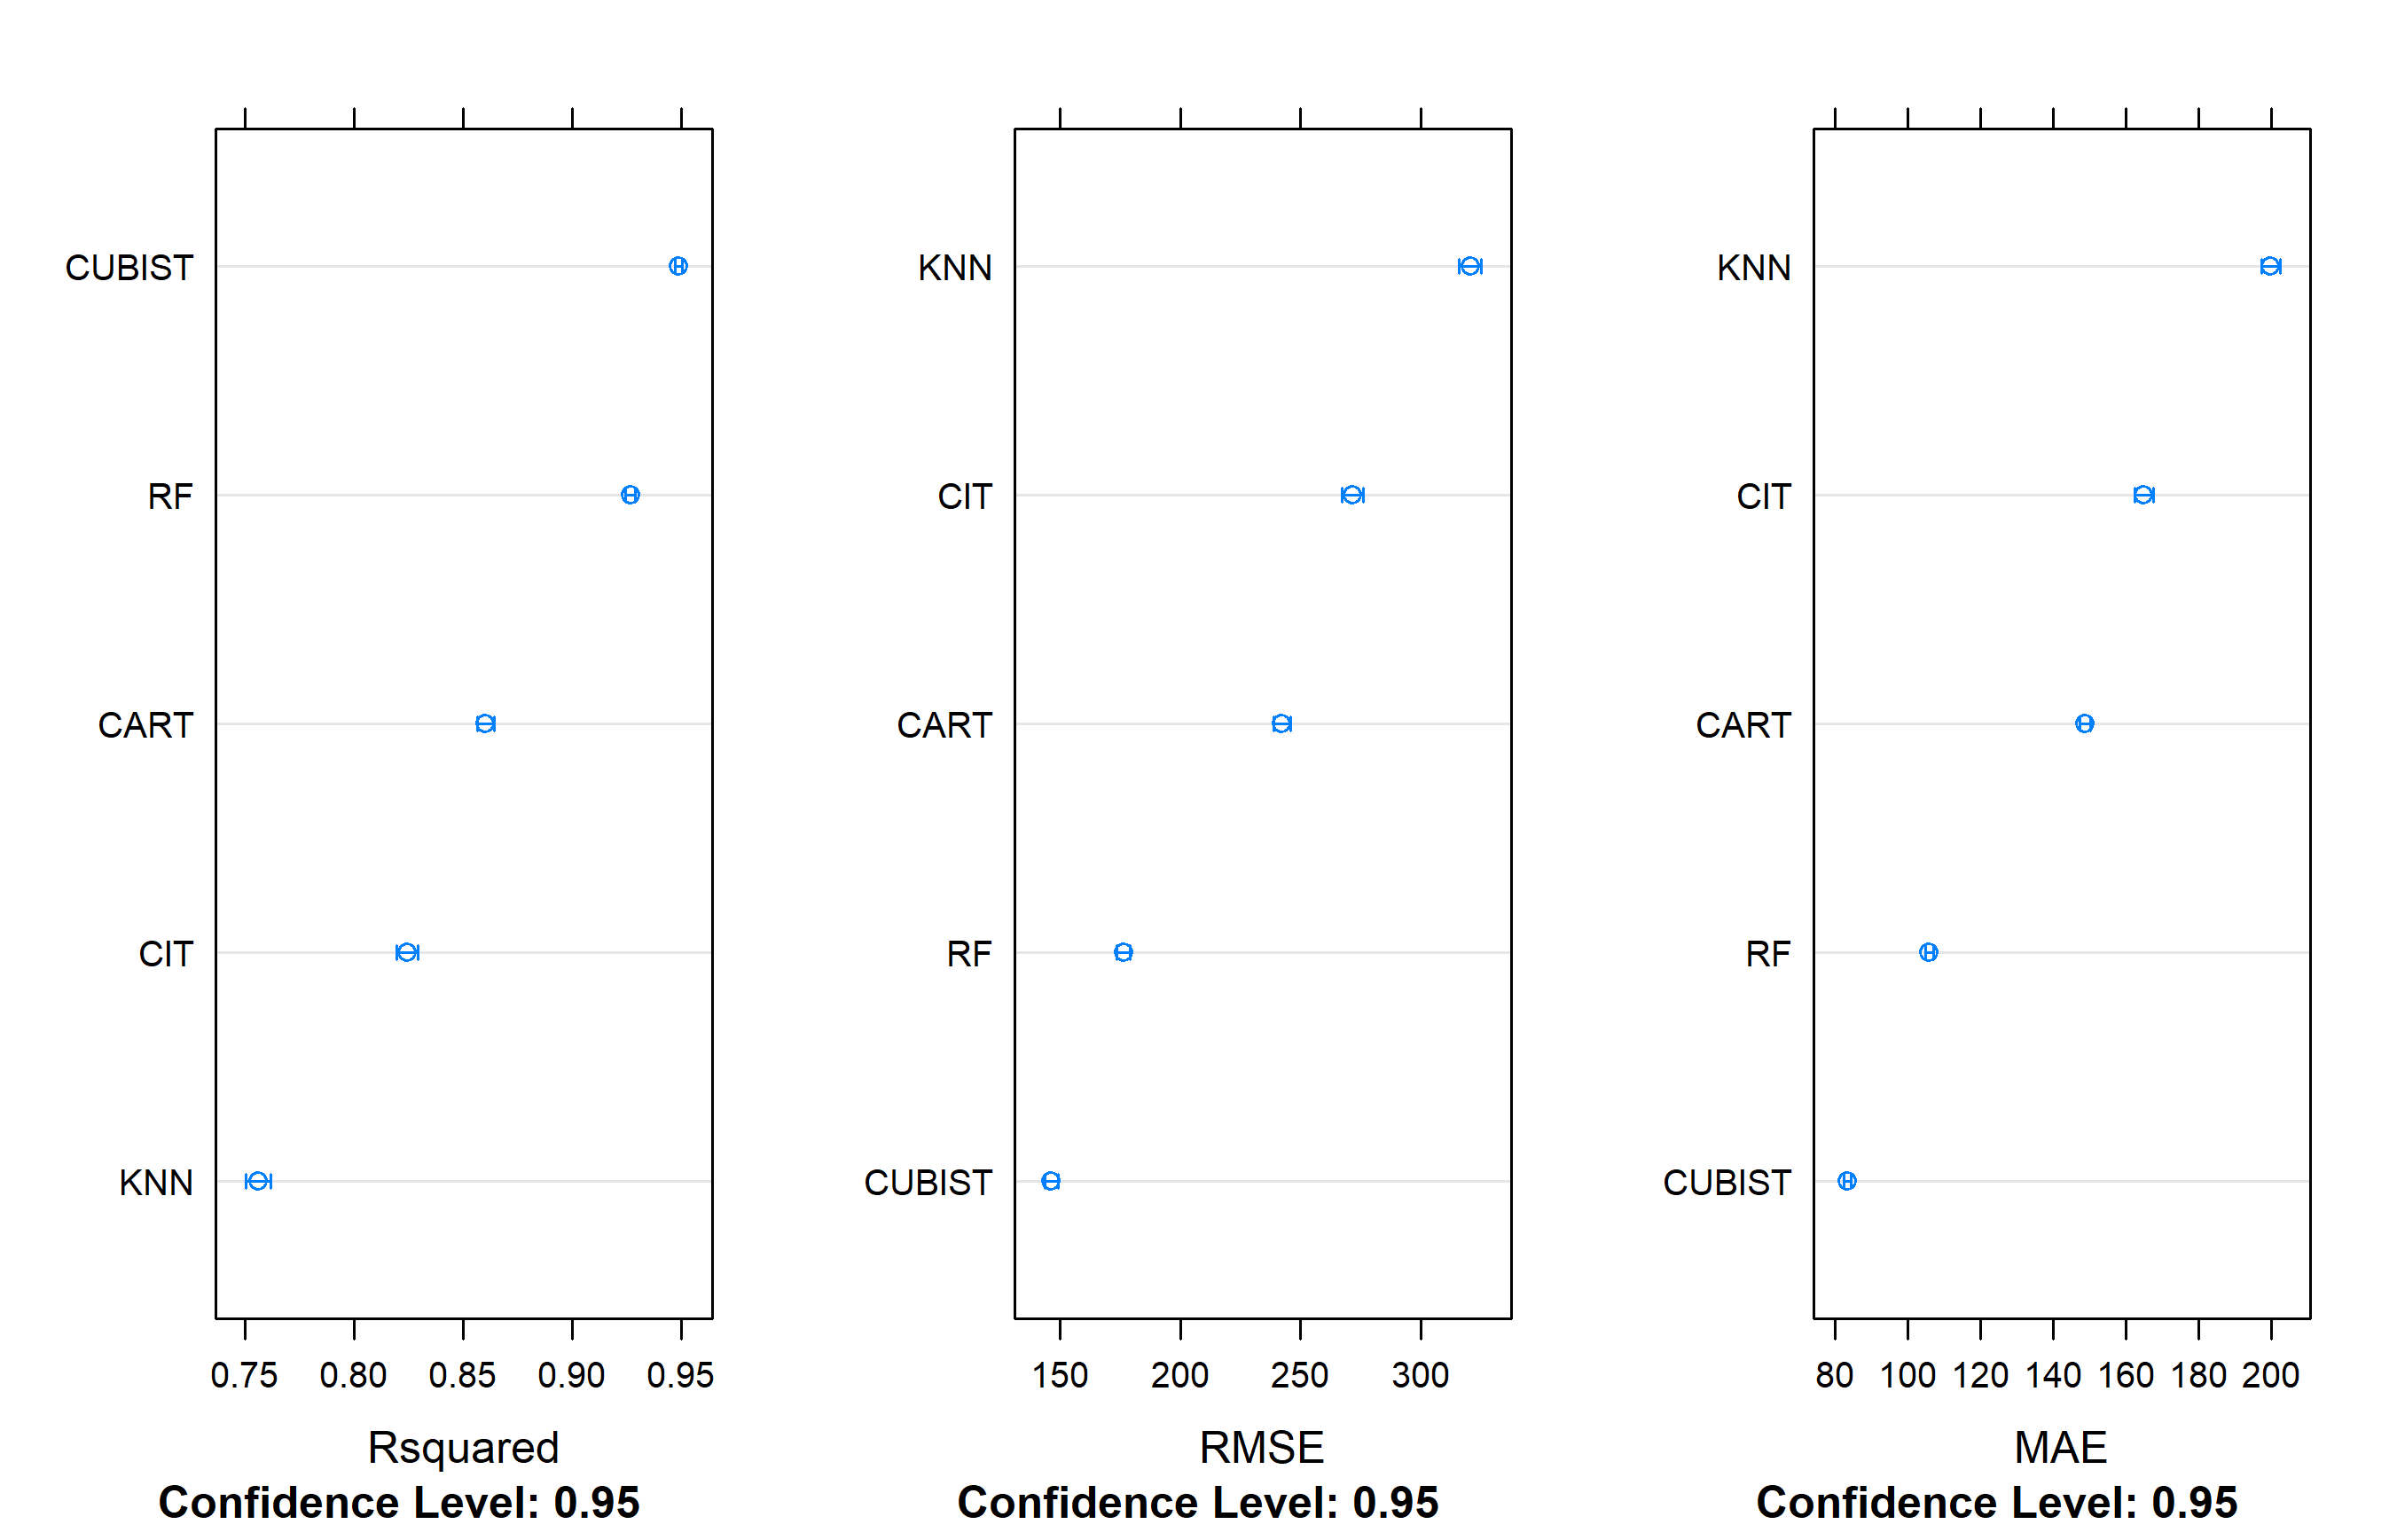 CUBIST
RF
CART
CIT
KNN
0.75 0.80 0.85 0.90 0.95
Rsquared
Confidence Level: 0.95
KNN
CIT
CART
RF
CUBIST
150 200 250 300
RMSE
Confidence Level: 0.95
KNN
CIT
CART
RF
CUBIST
80 100 120 140 160 180 200
MAE
Confidence Level: 0.95